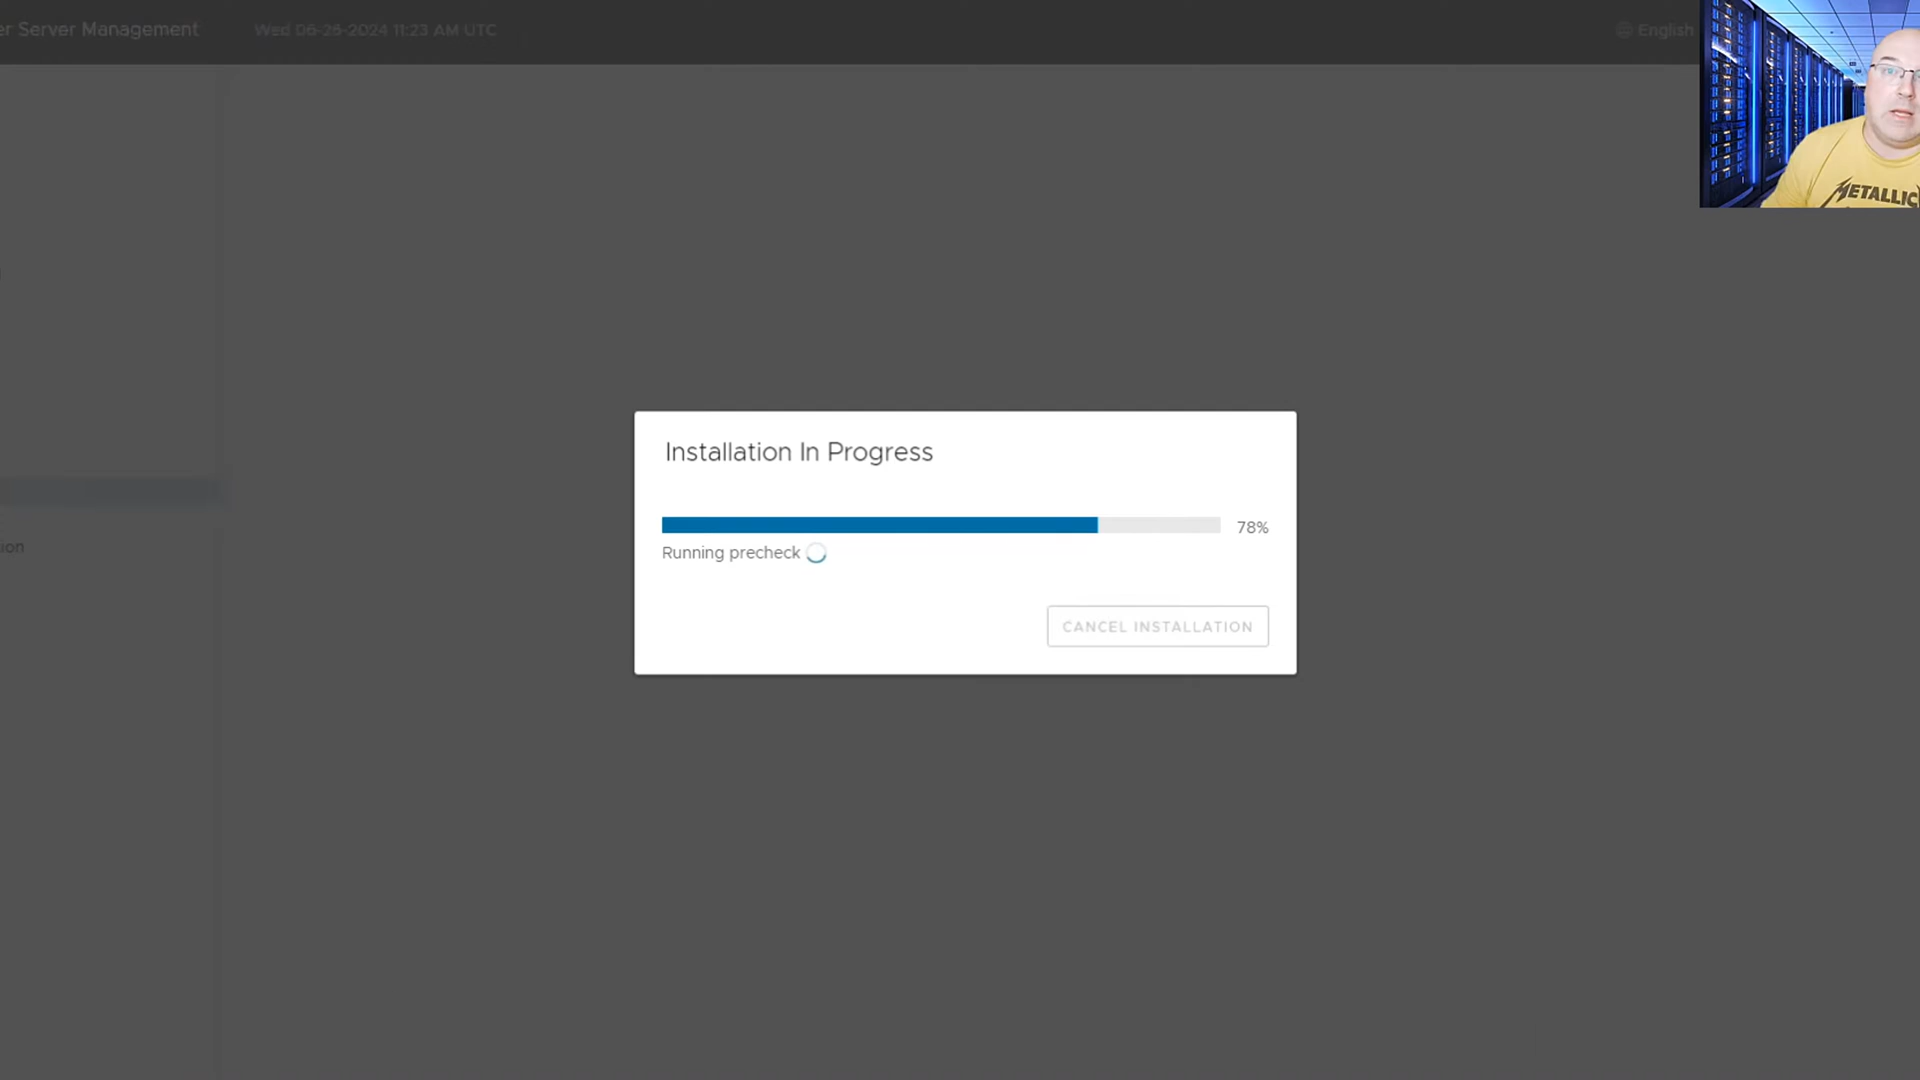 er Server Management
Wed 06-26-2024 11:23 AM UTC
English
METALLIC
ion
Installation In Progress
78%
Running precheck
CANCEL INSTALLATION